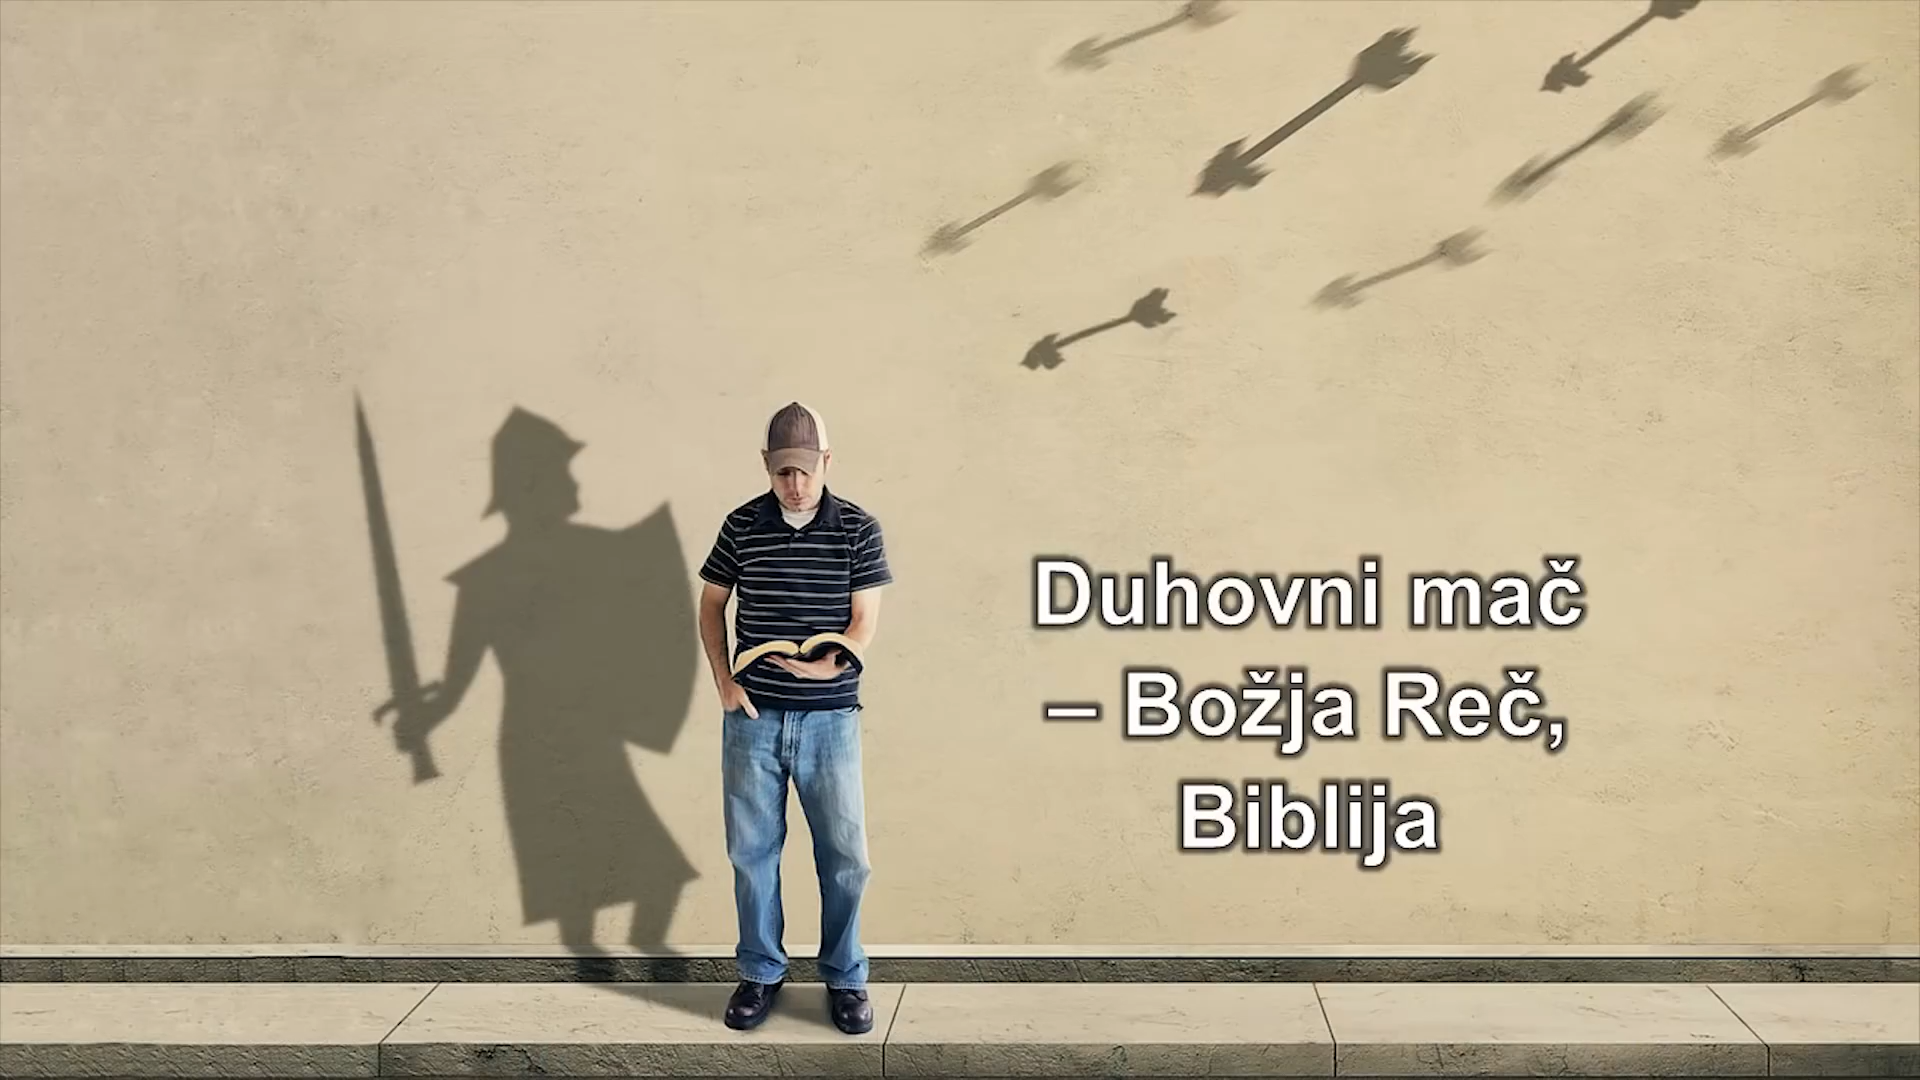 Duhovni mač
– Božja Reč,
Biblija